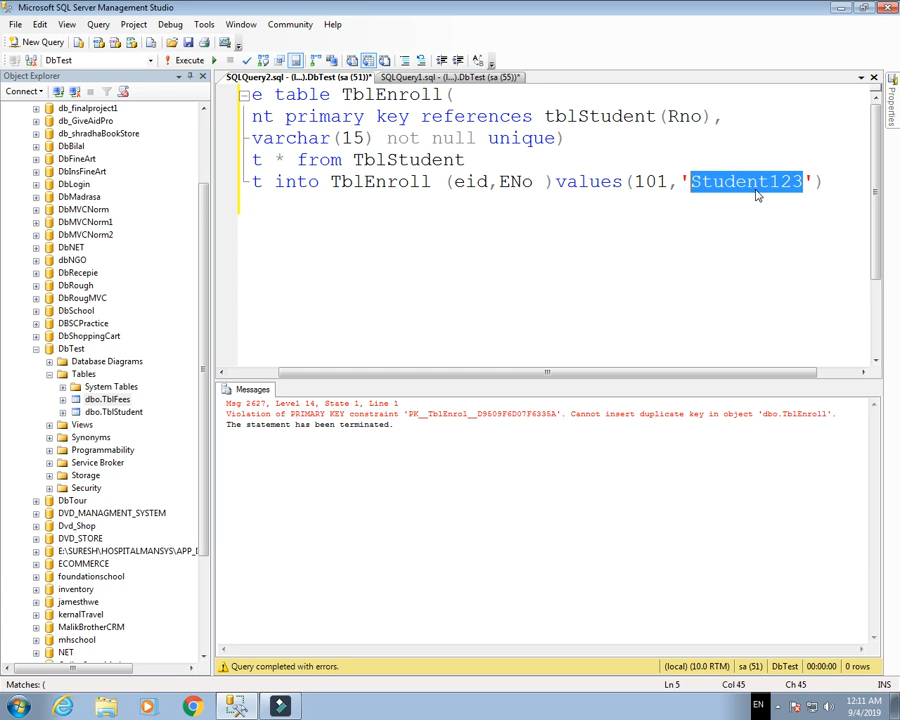 Microsoft SQL Server Management Studio
File Edit View Query Project Debug Tools Window Community Help
New Query
DbTest Execute
Object Explorer
Connect
db_finalproject1
db_GiveAidPro
db_shradhaBookStore
DbBilal
DbFineArt
DbInsFineArt
DbLogin
DbMadrasa
DbMVCNorm
DbMVCnorm1
DbMVCnorm2
DbNET
dbNGO
DbRecepie
DbRough
DbRougMVC
DbSchool
DBSCPractice
DbShoppingCart
DbTest
Database Diagrams
Tables
System Tables
dbo.TblFees
dbo.TblStudent
Views
Synonyms
Programmability
Service Broker
Storage
Security
DbTour
DVD_MANAGMENT_SYSTEM
Dvd_Shop
DVD_STORE
E:\SURESH\HOSPITALMANSYS\APP_D
ECOMMERCE
foundationschool
inventory
jamesthwe
kernalTravel
MalikBrotherCRM
mhschool
NET
SQLQuery2.sql - (l...).DbTest (sa (51))* SQLQuery1.sql - (l...).DbTest (sa (55))*
e table TblEnroll(
nt primary key references tblStudent(Rno),
varchar(15) not null unique)
t * from TblStudent
t into TblEnroll (eid,ENo )values(101,'Student123')
Properties
Messages
Msg 2627, Level 14, State 1, Line 1
Violation of PRIMARY KEY constraint 'PK__TblEnrol__D9509F6D07F6335A'. Cannot insert duplicate key in object 'dbo.TblEnroll'.
The statement has been terminated.
Query completed with errors. (local) (10.0 RTM) sa (51) DbTest 00:00:00 0 rows
Matches: ( Ln 5 Col 45 Ch 45 INS
EN 12:11 AM
9/4/2019